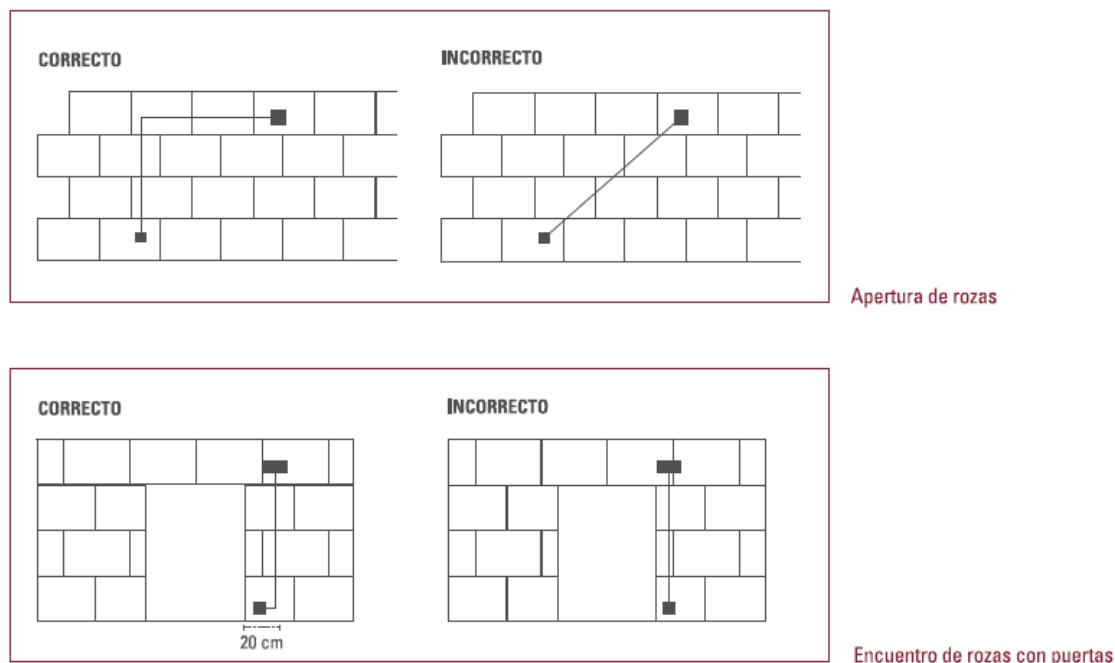 CORRECTO
INCORRECTO
Apertura de rozas
CORRECTO
INCORRECTO
20 cm
Encuentro de rozas con puertas